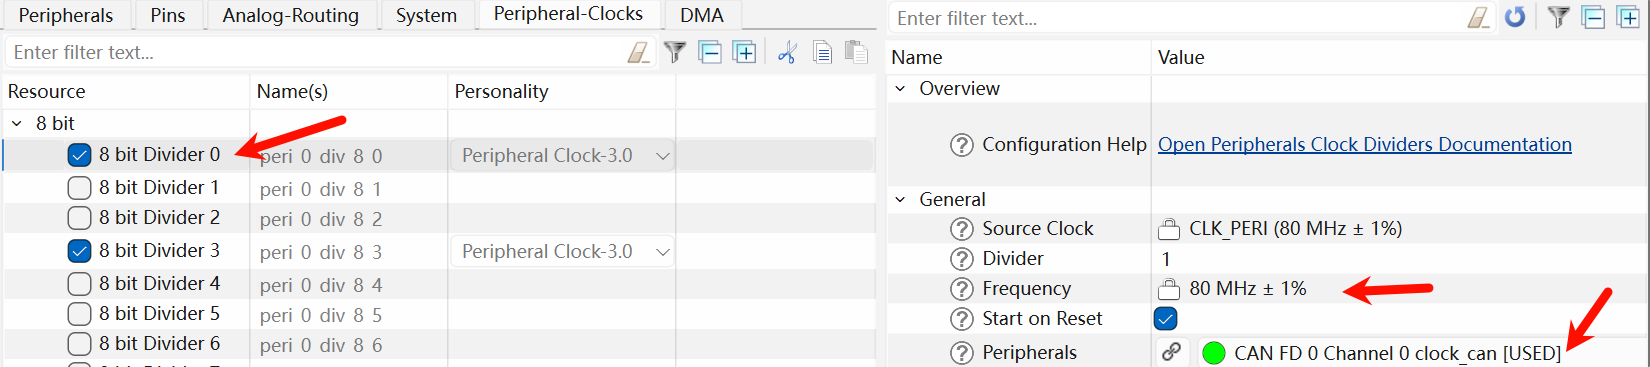 Peripherals Pins Analog-Routing System Peripheral-Clocks DMA
Enter filter text...
Resource Name(s) Personality
8 bit
8 bit Divider 0 peri 0 div 8 0 Peripheral Clock-3.0
8 bit Divider 1 peri 0 div 8 1
8 bit Divider 2 peri 0 div 8 2
8 bit Divider 3 peri 0 div 8 3 Peripheral Clock-3.0
8 bit Divider 4 peri 0 div 8 4
8 bit Divider 5 peri 0 div 8 5
8 bit Divider 6 peri 0 div 8 6
Enter filter text...
Name Value
Overview
Configuration Help Open Peripherals Clock Dividers Documentation
General
Source Clock CLK_PERI (80 MHz ± 1%)
Divider 1
Frequency 80 MHz ± 1%
Start on Reset
Peripherals CAN FD 0 Channel 0 clock_can [USED]